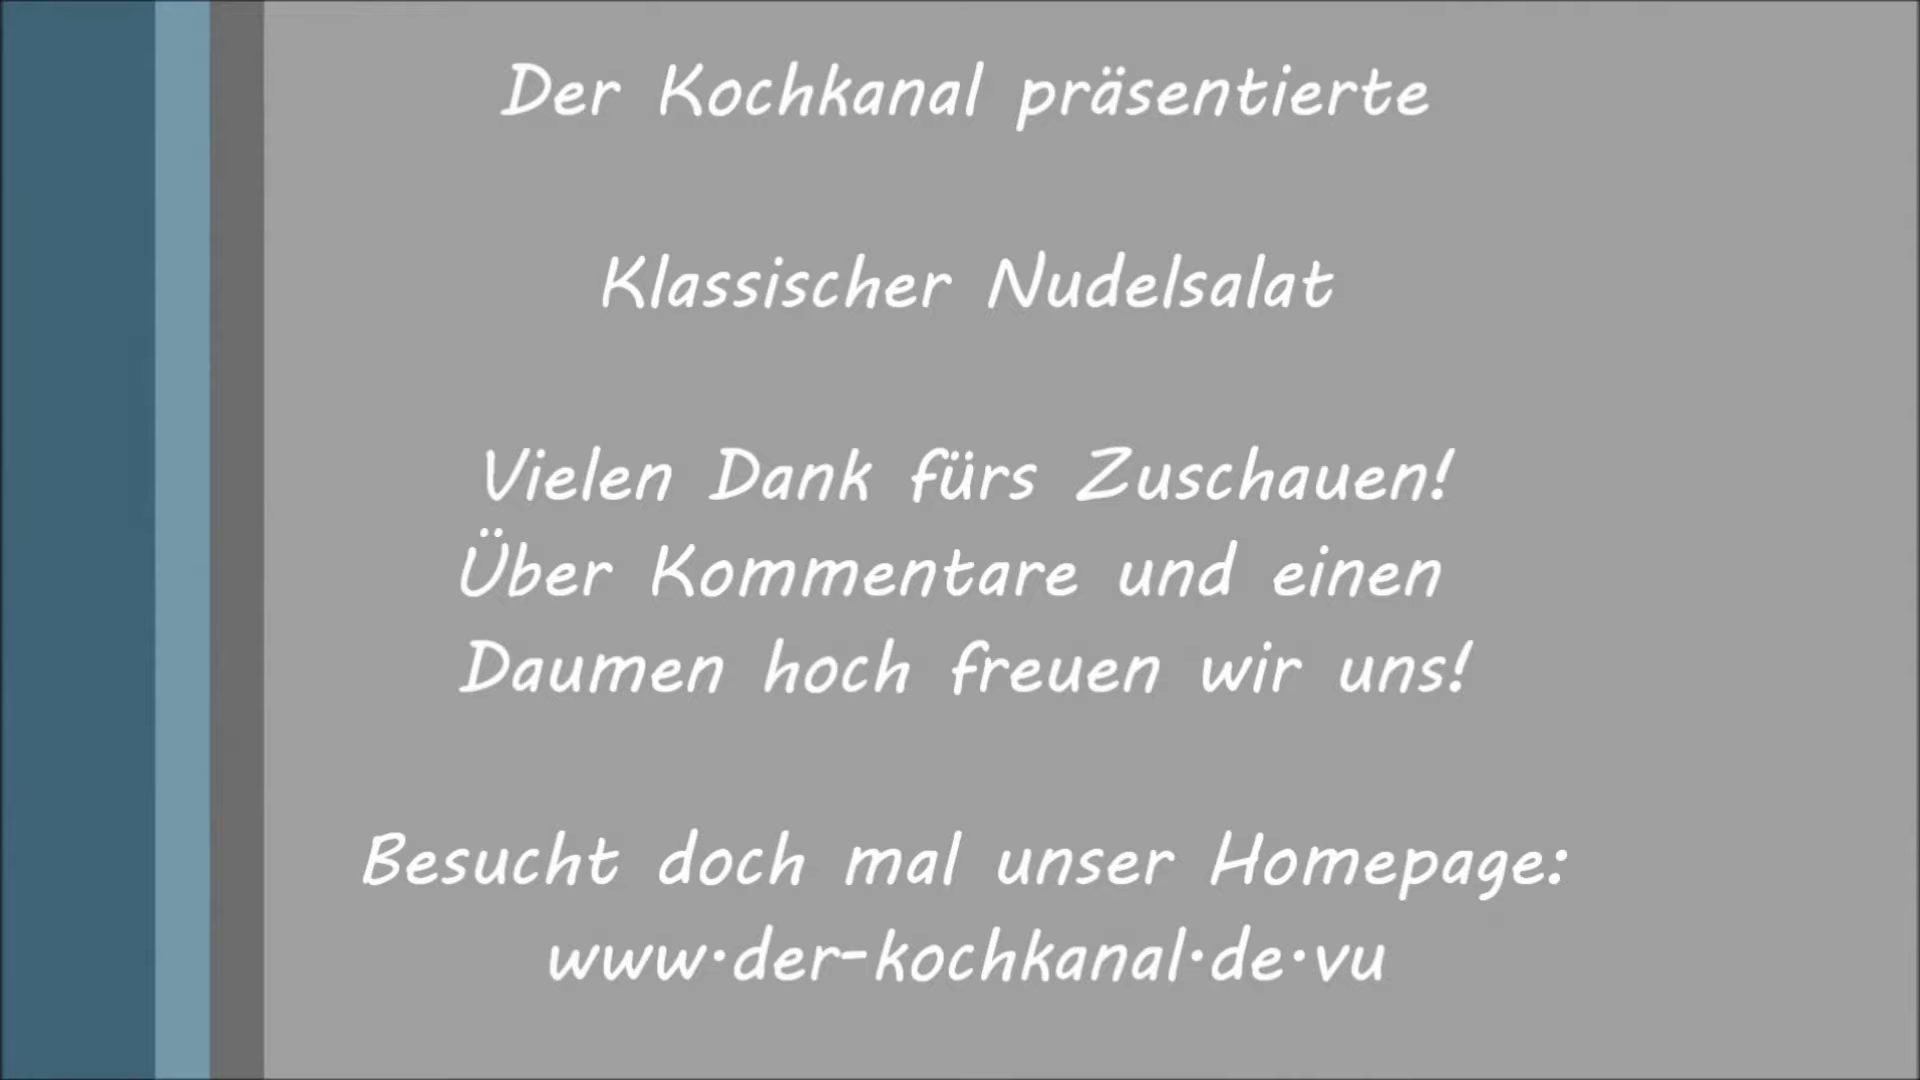 Der Kochkanal präsentierte
Klassischer Nudelsalat
Vielen Dank fürs Zuschauen!
Über Kommentare und einen
Daumen hoch freuen wir uns!
Besucht doch mal unser Homepage:
www.der-kochkanal.de.vu